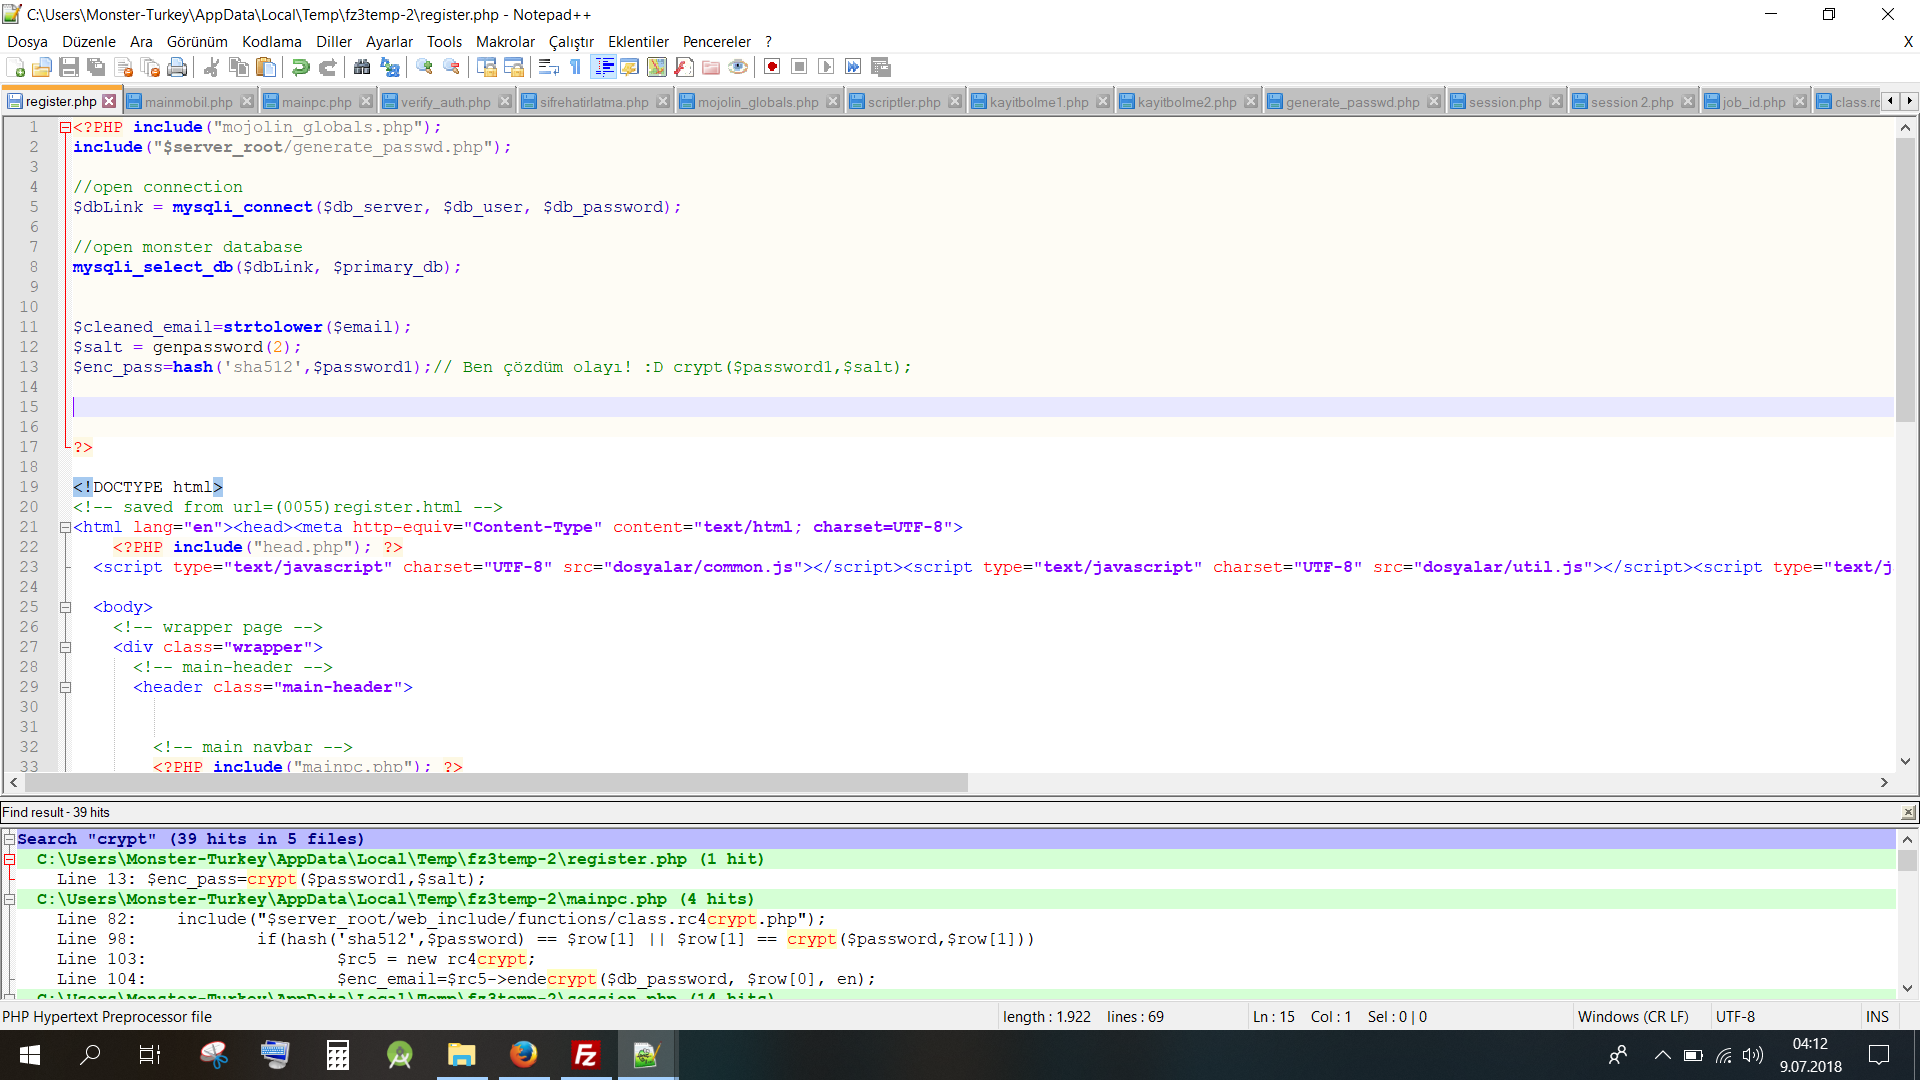 C:\Users\Monster-Turkey\AppData\Local\Temp\fz3temp-2\register.php - Notepad++
Dosya Düzenle Ara Görünüm Kodlama Diller Ayarlar Tools Makrolar Çalıştır Eklentiler Pencereler ? X
register.php mainmobil.php mainpc.php verify_auth.php sifrehatirlatma.php mojolin_globals.php scriptler.php kayitbolme1.php kayitbolme2.php generate_passwd.php session.php session 2.php job_id.php class.rc
1 <?PHP include("mojolin_globals.php");
2 include("$server_root/generate_passwd.php");
3
4 //open connection
5 $dbLink = mysqli_connect($db_server, $db_user, $db_password);
6
7 //open monster database
8 mysqli_select_db($dbLink, $primary_db);
9
10
11 $cleaned_email=strtolower($email);
12 $salt = genpassword(2);
13 $enc_pass=hash('sha512',$password1);// Ben çözdüm olayı! :D crypt($password1,$salt);
14
15
16
17 ?>
18
19 <!DOCTYPE html>
20 <!-- saved from url=(0055)register.html -->
21 <html lang="en"><head><meta http-equiv="Content-Type" content="text/html; charset=UTF-8">
22 <?PHP include("head.php"); ?>
23 <script type="text/javascript" charset="UTF-8" src="dosyalar/common.js"></script><script type="text/javascript" charset="UTF-8" src="dosyalar/util.js"></script><script type="text/j
24
25 <body>
26 <!-- wrapper page -->
27 <div class="wrapper">
28 <!-- main-header -->
29 <header class="main-header">
30
31
32 <!-- main navbar -->
33 <?PHP include("mainpc.php"); ?>
Find result - 39 hits
Search "crypt" (39 hits in 5 files)
C:\Users\Monster-Turkey\AppData\Local\Temp\fz3temp-2\register.php (1 hit)
Line 13: $enc_pass=crypt($password1,$salt);
C:\Users\Monster-Turkey\AppData\Local\Temp\fz3temp-2\mainpc.php (4 hits)
Line 82: include("$server_root/web_include/functions/class.rc4crypt.php");
Line 98: if(hash('sha512',$password) == $row[1] || $row[1] == crypt($password,$row[1]))
Line 103: $rc5 = new rc4crypt;
Line 104: $enc_email=$rc5->endecrypt($db_password, $row[0], en);
C:\Users\Monster-Turkey\AppData\Local\Temp\fz3temp-2\session.php (14 hits)
PHP Hypertext Preprocessor file length : 1.922 lines : 69 Ln : 15 Col : 1 Sel : 0 | 0 Windows (CR LF) UTF-8 INS
04:12
9.07.2018